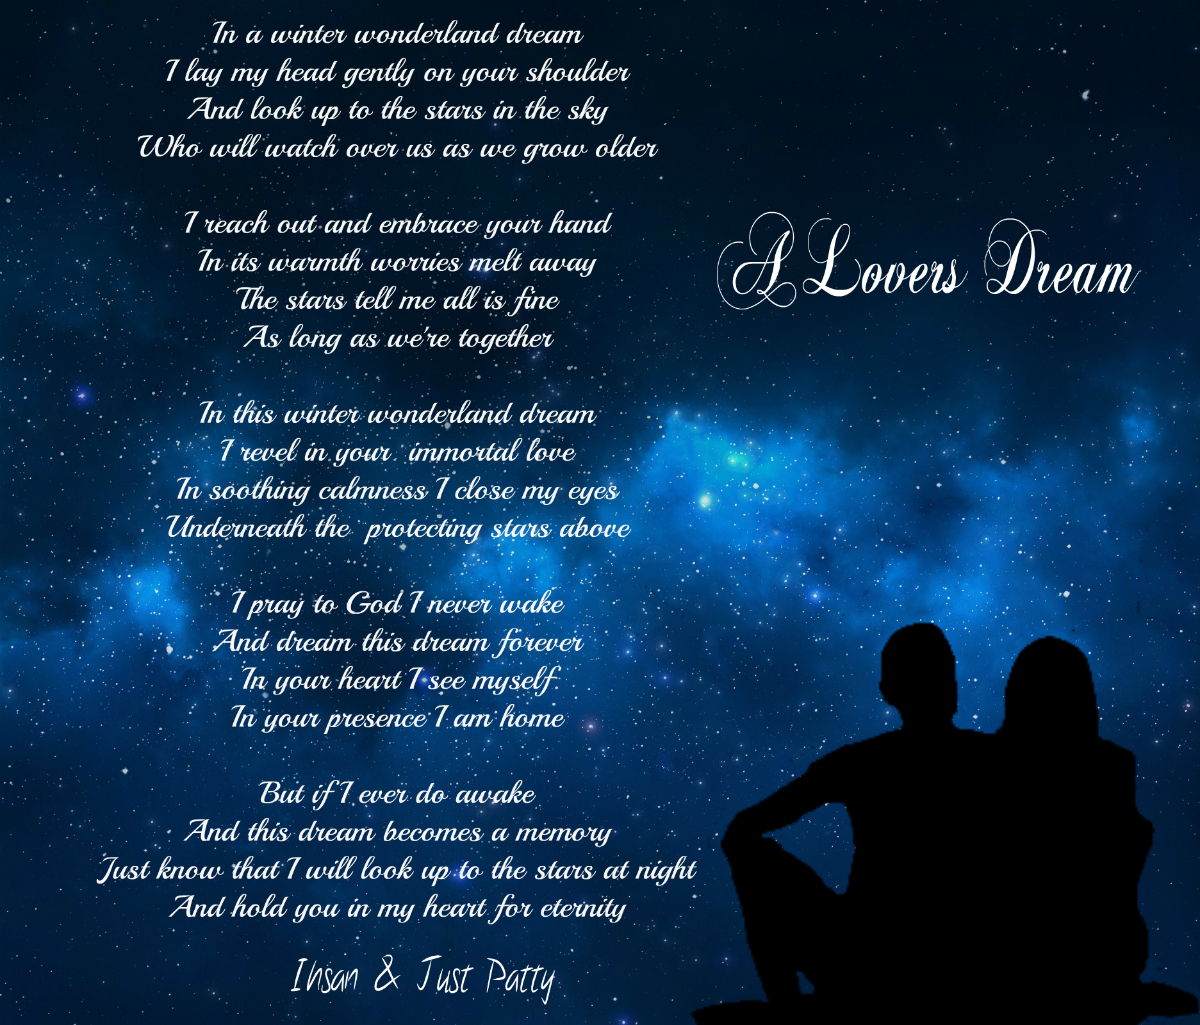 In a winter wonderland dream
I lay my head gently on your shoulder
And look up to the stars in the sky
Who will watch over us as we grow older
I reach out and embrace your hand
In its warmth worries melt away
The stars tell me all is fine
As long as we're together
In this winter wonderland dream
I revel in your immortal love
In soothing calmness I close my eyes
Underneath the protecting stars above
I pray to God I never wake
And dream this dream forever
In your heart I see myself
In your presence I am home
But if I ever do awake
And this dream becomes a memory
Just know that I will look up to the stars at night
And hold you in my heart for eternity
Ihsan & Just Patty
A Lovers Dream